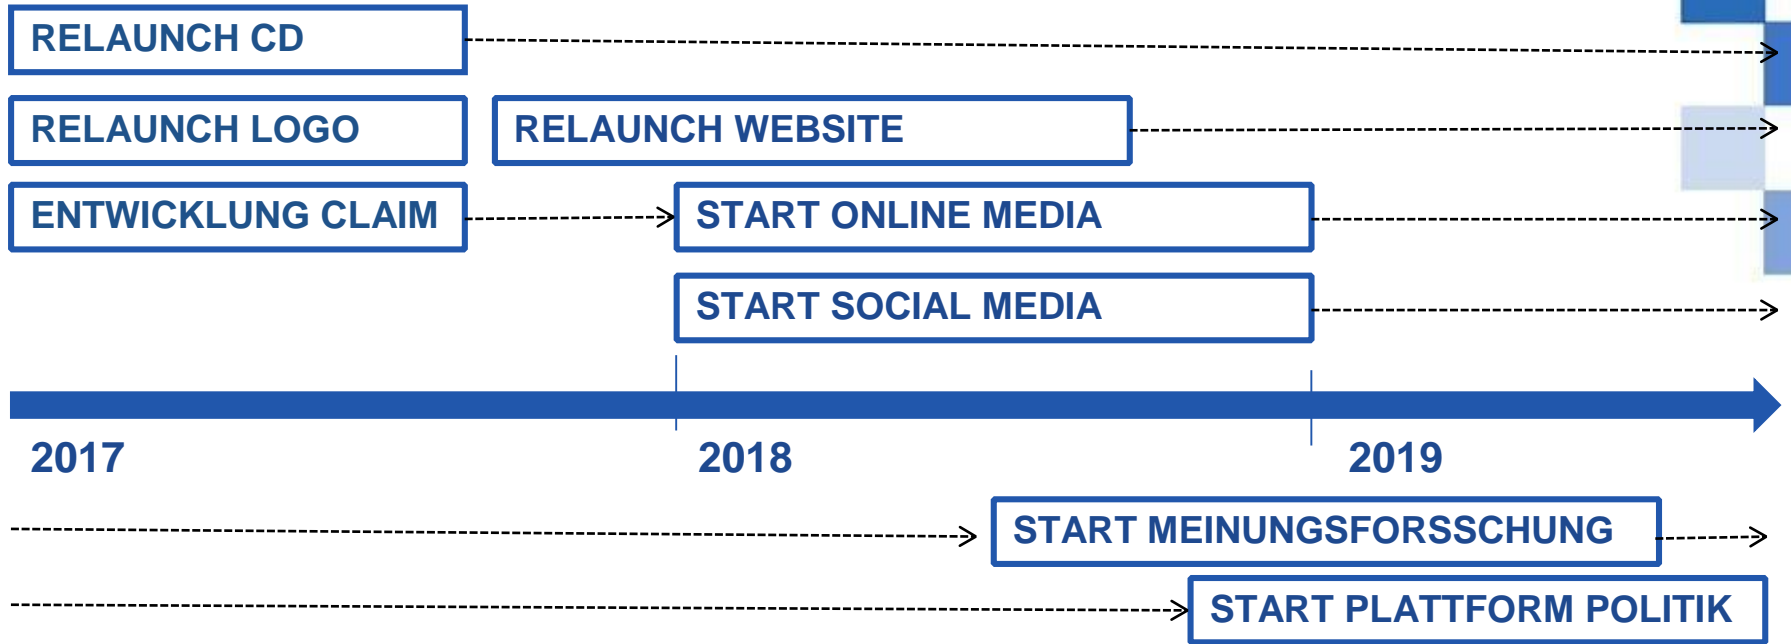 RELAUNCH CD
RELAUNCH LOGO
RELAUNCH WEBSITE
ENTWICKLUNG CLAIM
START ONLINE MEDIA
START SOCIAL MEDIA
2017
2018
2019
START MEINUNGSFORSSCHUNG
START PLATTFORM POLITIK